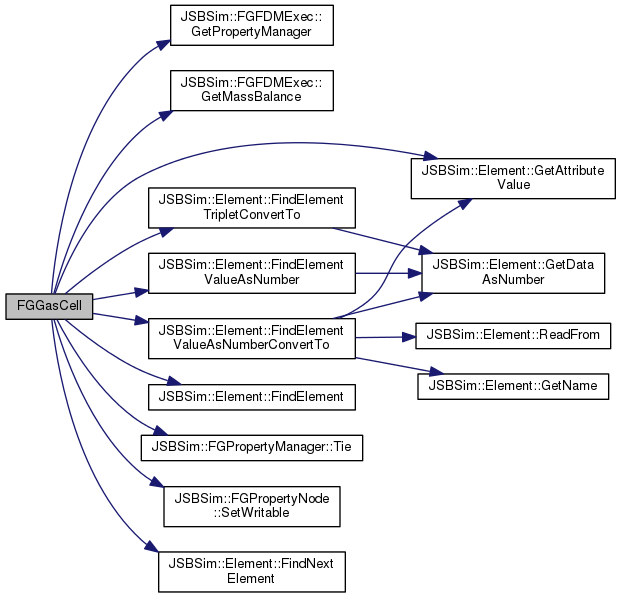 JSBSim::FGFDMExec::
GetPropertyManager
JSBSim::FGFDMExec::
GetMassBalance
JSBSim::Element::GetAttribute
Value
JSBSim::Element::FindElement
TripletConvertTo
JSBSim::Element::FindElement
ValueAsNumber
JSBSim::Element::GetData
AsNumber
FGGasCell
JSBSim::Element::FindElement
ValueAsNumberConvertTo
JSBSim::Element::ReadFrom
JSBSim::Element::GetName
JSBSim::Element::FindElement
JSBSim::FGPropertyManager::Tie
JSBSim::FGPropertyNode
::SetWritable
JSBSim::Element::FindNext
Element